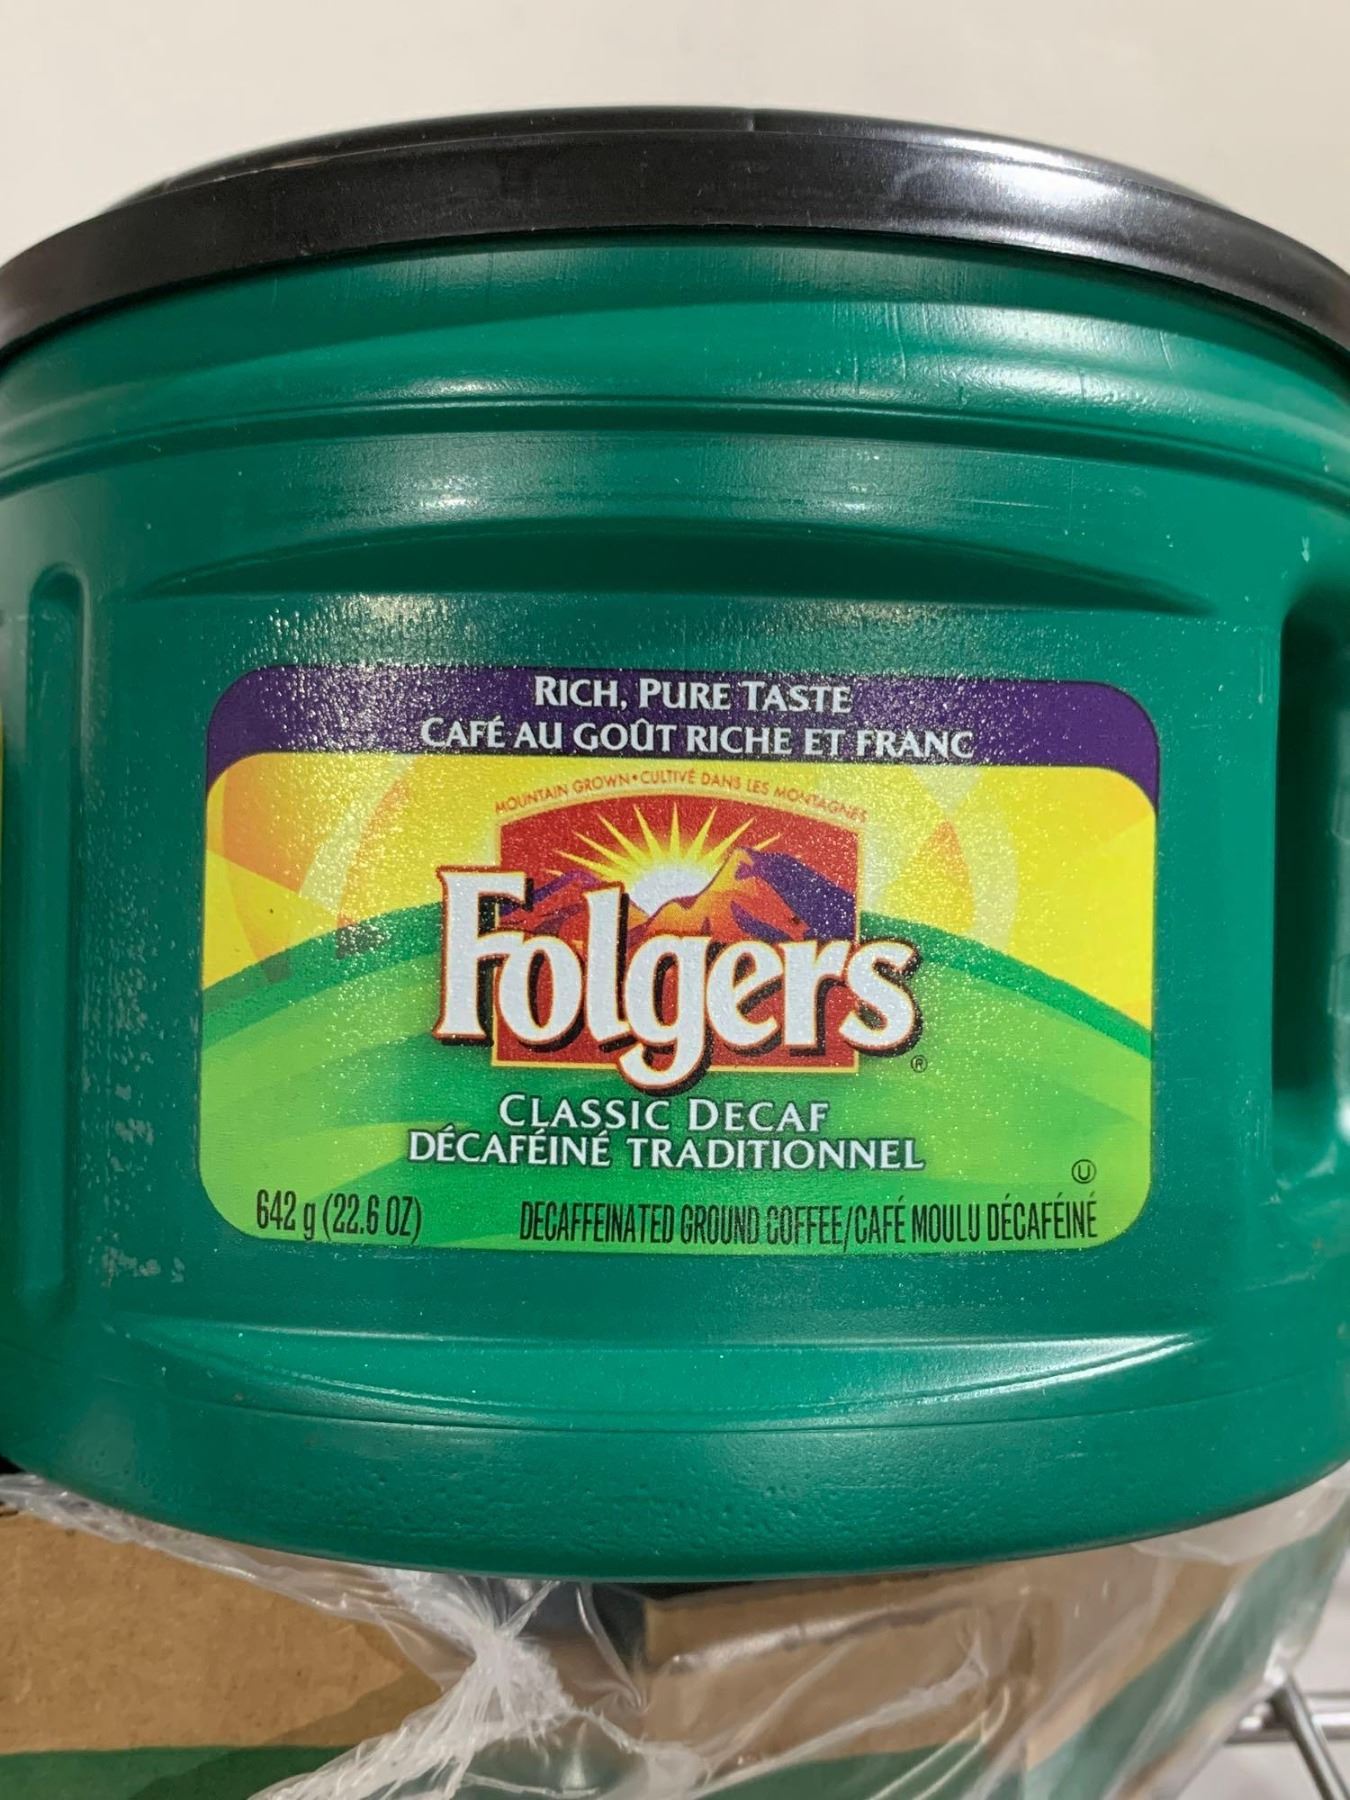 RICH, PURE TASTE
CAFÉ AU GOÛT RICHE ET FRANC
MOUNTAIN GROWN • CULTIVÉ DANS LES MONTAGNES
Folgers®
CLASSIC DECAF
DÉCAFÉINÉ TRADITIONNEL
U
642 g (22.6 OZ) DECAFFEINATED GROUND COFFEE/CAFÉ MOULU DÉCAFÉINÉ